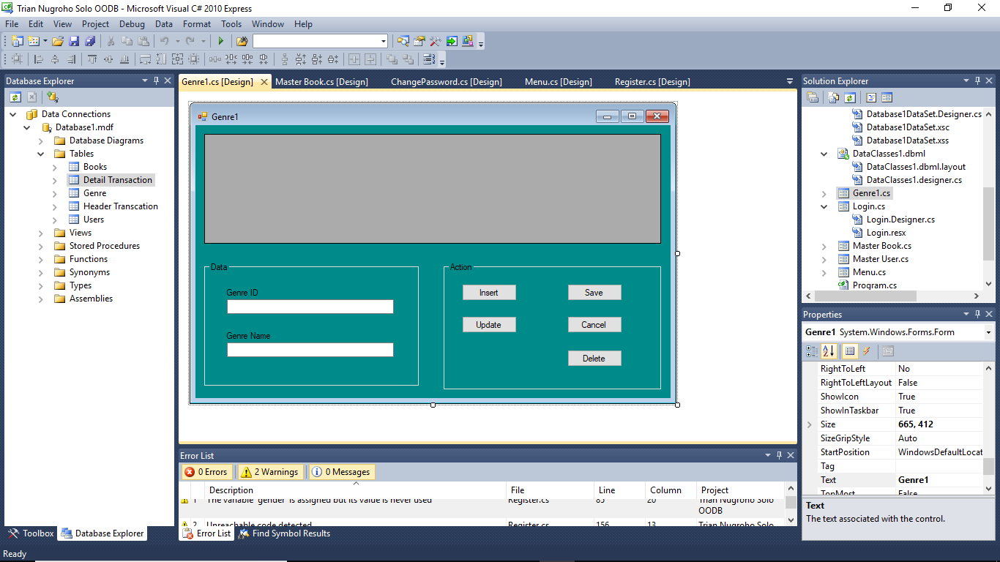 Trian Nugroho Solo OODB - Microsoft Visual C# 2010 Express
File Edit View Project Debug Data Format Tools Window Help
Database Explorer
Data Connections
Database1.mdf
Database Diagrams
Tables
Books
Detail Transaction
Genre
Header Transcation
Users
Views
Stored Procedures
Functions
Synonyms
Types
Assemblies
Toolbox Database Explorer
Genre1.cs [Design] Master Book.cs [Design] ChangePassword.cs [Design] Menu.cs [Design] Register.cs [Design]
Genre1
Data
Genre ID
Genre Name
Action
Insert Save
Update Cancel
Delete
Error List
0 Errors 2 Warnings 0 Messages
Description File Line Column Project
1 The variable 'gender' is assigned but its value is never used Register.cs 85 20 Trian Nugroho Solo
OODB
2 Unreachable code detected Register.cs 156 13 Trian Nugroho Solo
Error List Find Symbol Results
Solution Explorer
Database1DataSet.Designer.cs
Database1DataSet.xsc
Database1DataSet.xss
DataClasses1.dbml
DataClasses1.dbml.layout
DataClasses1.designer.cs
Genre1.cs
Login.cs
Login.Designer.cs
Login.resx
Master Book.cs
Master User.cs
Menu.cs
Program.cs
Properties
Genre1 System.Windows.Forms.Form
RightToLeft No
RightToLeftLayout False
ShowIcon True
ShowInTaskbar True
Size 665, 412
SizeGripStyle Auto
StartPosition WindowsDefaultLocat
Tag
Text Genre1
TopMost False
Text
The text associated with the control.
Ready